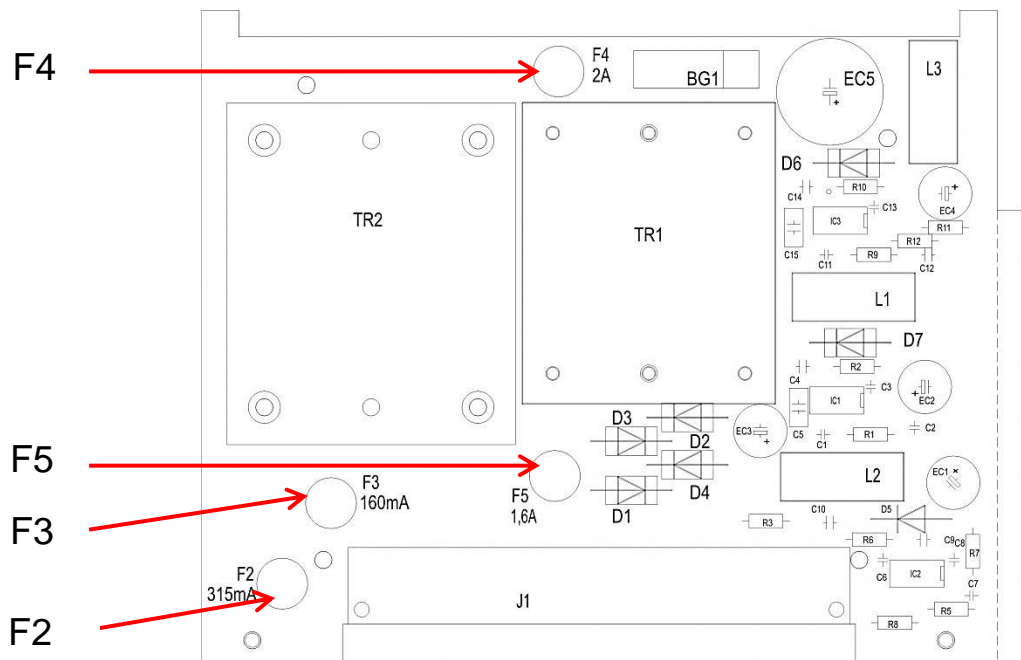 F4
F4
2A
BG1
EC5
L3
D6
C14
R10
C13
EC4
IC3
R11
TR2
TR1
R12
C15
C11
R9
C12
L1
D7
C4
R2
C3
IC1
EC2
D3
D2
EC3
C5
C1
R1
C2
F5
F3
160mA
F5
1,6A
D1
D4
L2
EC1
D5
F3
R3
C10
R6
C9
C8
R7
F2
315mA
J1
C6
IC2
C7
R5
R8
F2